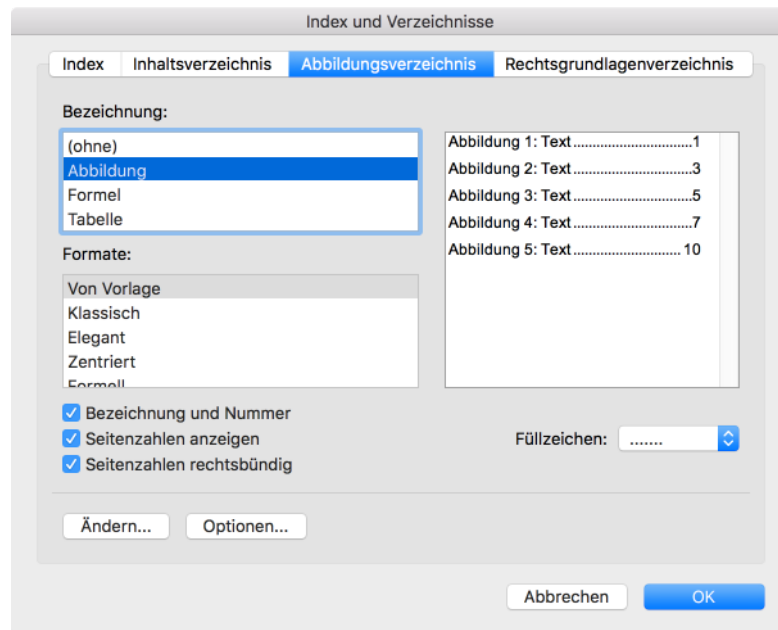 Index und Verzeichnisse
Index Inhaltsverzeichnis Abbildungsverzeichnis Rechtsgrundlagenverzeichnis
Bezeichnung:
(ohne)
Abbildung
Formel
Tabelle
Abbildung 1: Text..............................1
Abbildung 2: Text..............................3
Abbildung 3: Text..............................5
Abbildung 4: Text..............................7
Abbildung 5: Text........................... 10
Formate:
Von Vorlage
Klassisch
Elegant
Zentriert
Formell
Bezeichnung und Nummer
Seitenzahlen anzeigen
Seitenzahlen rechtsbündig
Füllzeichen: .......
Ändern... Optionen...
Abbrechen OK